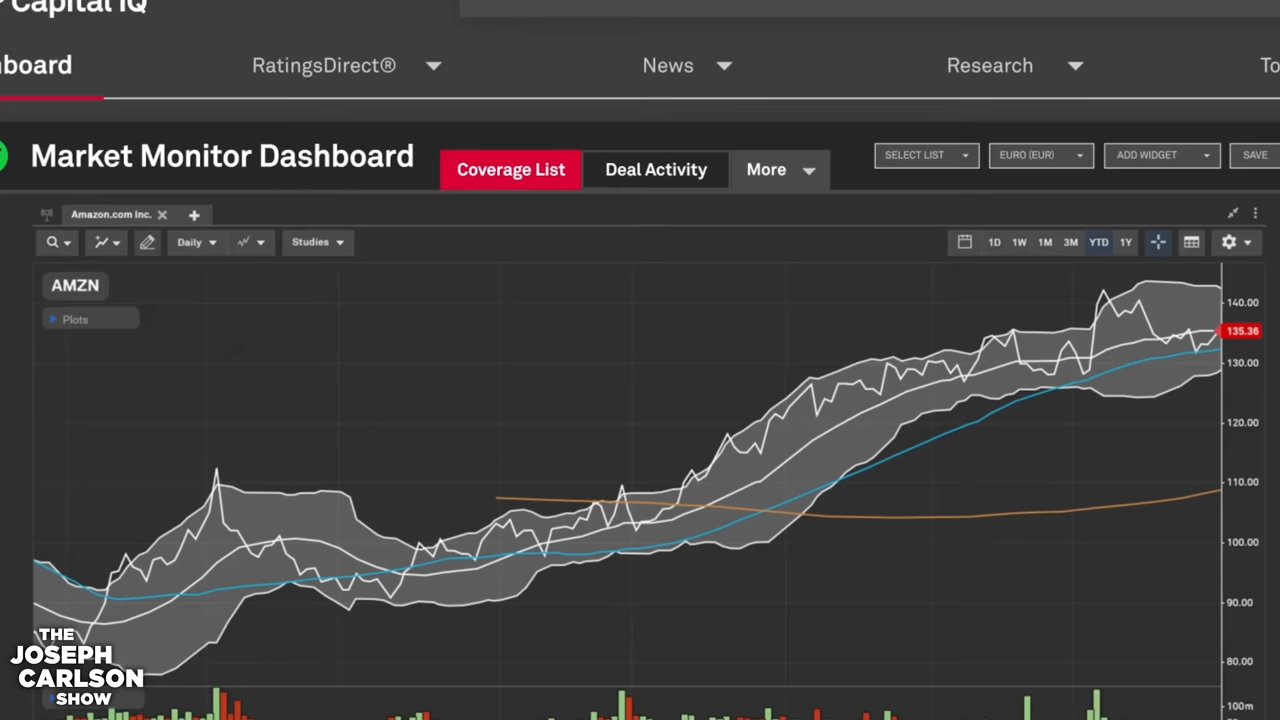 Capital IQ
board
RatingsDirect®
News
Research
To
Market Monitor Dashboard
Coverage List
Deal Activity
More
SELECT LIST
EURO (EUR)
ADD WIDGET
SAVE
Amazon.com Inc.
Daily
Studies
1D
1W
1M
3M
YTD
1Y
AMZN
Plots
140.00
135.36
130.00
120.00
110.00
100.00
90.00
80.00
100m
THE
JOSEPH
CARLSON
SHOW